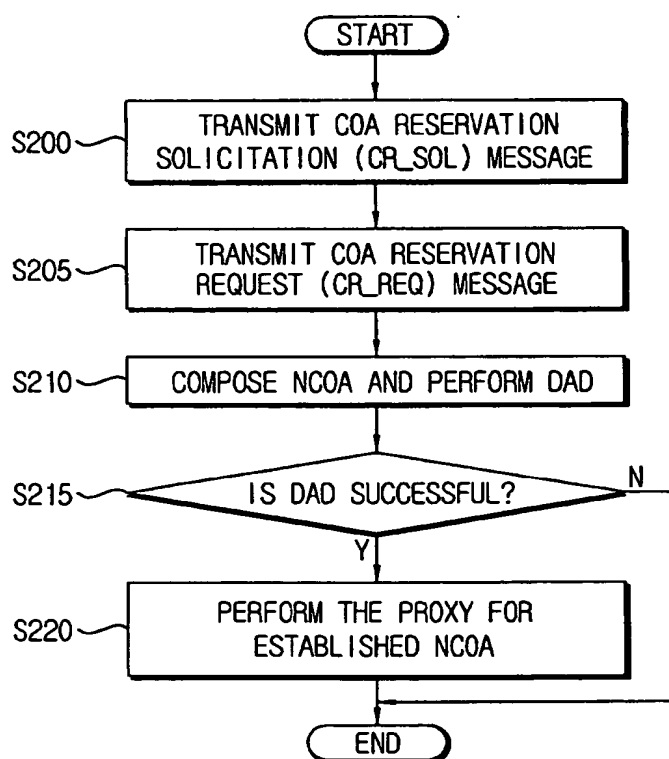 START
S200
TRANSMIT COA RESERVATION
SOLICITATION (CR_SOL) MESSAGE
S205
TRANSMIT COA RESERVATION
REQUEST (CR_REQ) MESSAGE
S210
COMPOSE NCOA AND PERFORM DAD
S215
IS DAD SUCCESSFUL?
N
Y
S220
PERFORM THE PROXY FOR
ESTABLISHED NCOA
END